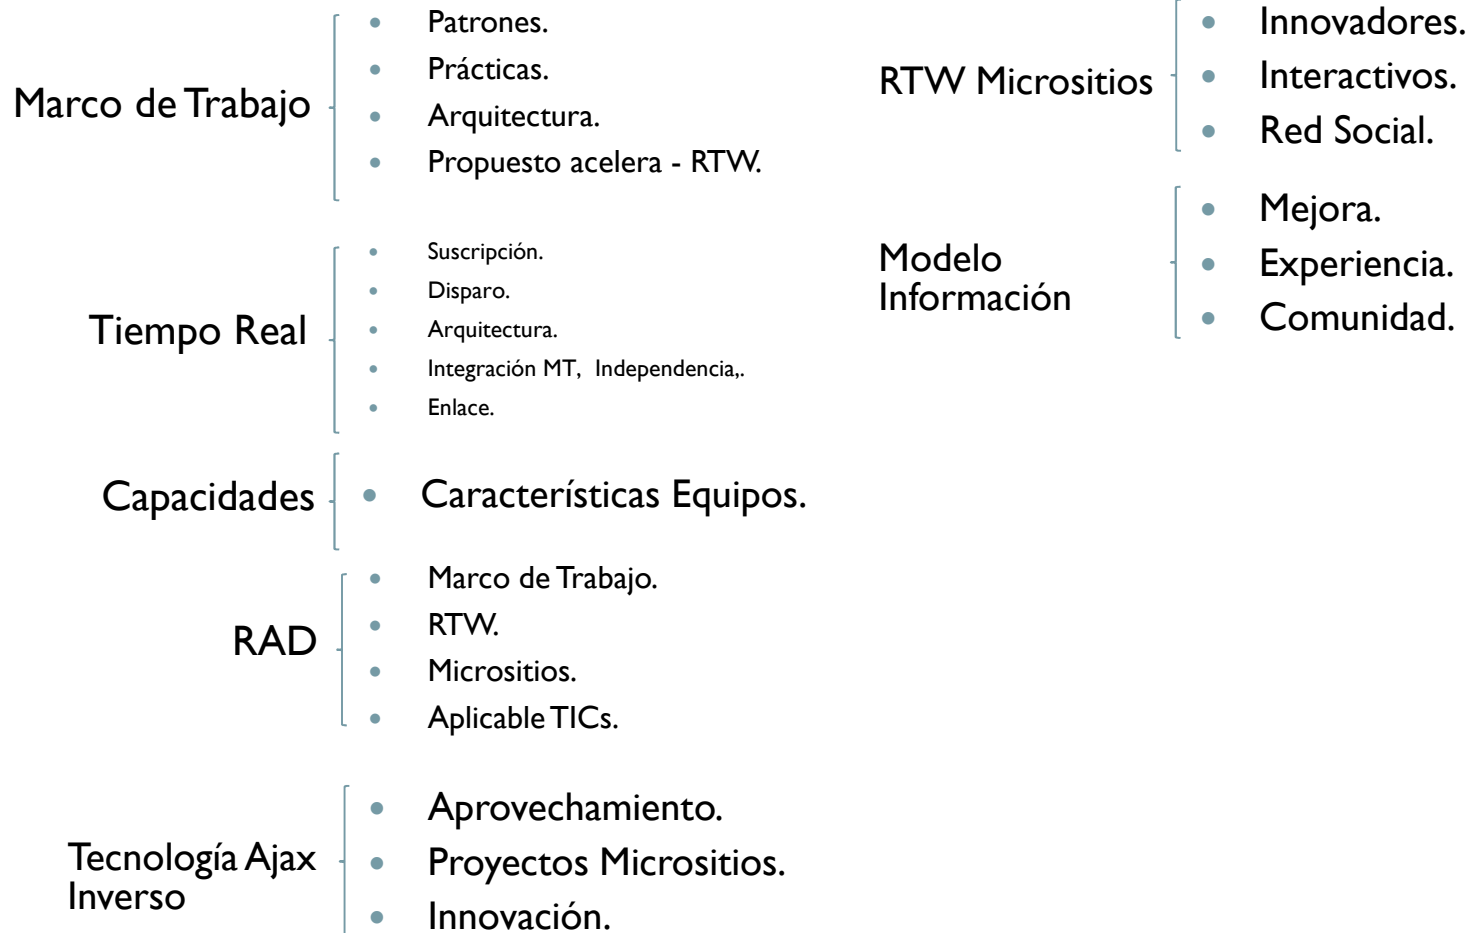 Marco de Trabajo
Patrones.
Prácticas.
Arquitectura.
Propuesto acelera - RTW.
Tiempo Real
Suscripción.
Disparo.
Arquitectura.
Integración MT, Independencia,.
Enlace.
Capacidades
Características Equipos.
RAD
Marco de Trabajo.
RTW.
Micrositios.
Aplicable TICs.
Tecnología Ajax
Inverso
Aprovechamiento.
Proyectos Micrositios.
Innovación.
RTW Micrositios
Innovadores.
Interactivos.
Red Social.
Modelo
Información
Mejora.
Experiencia.
Comunidad.